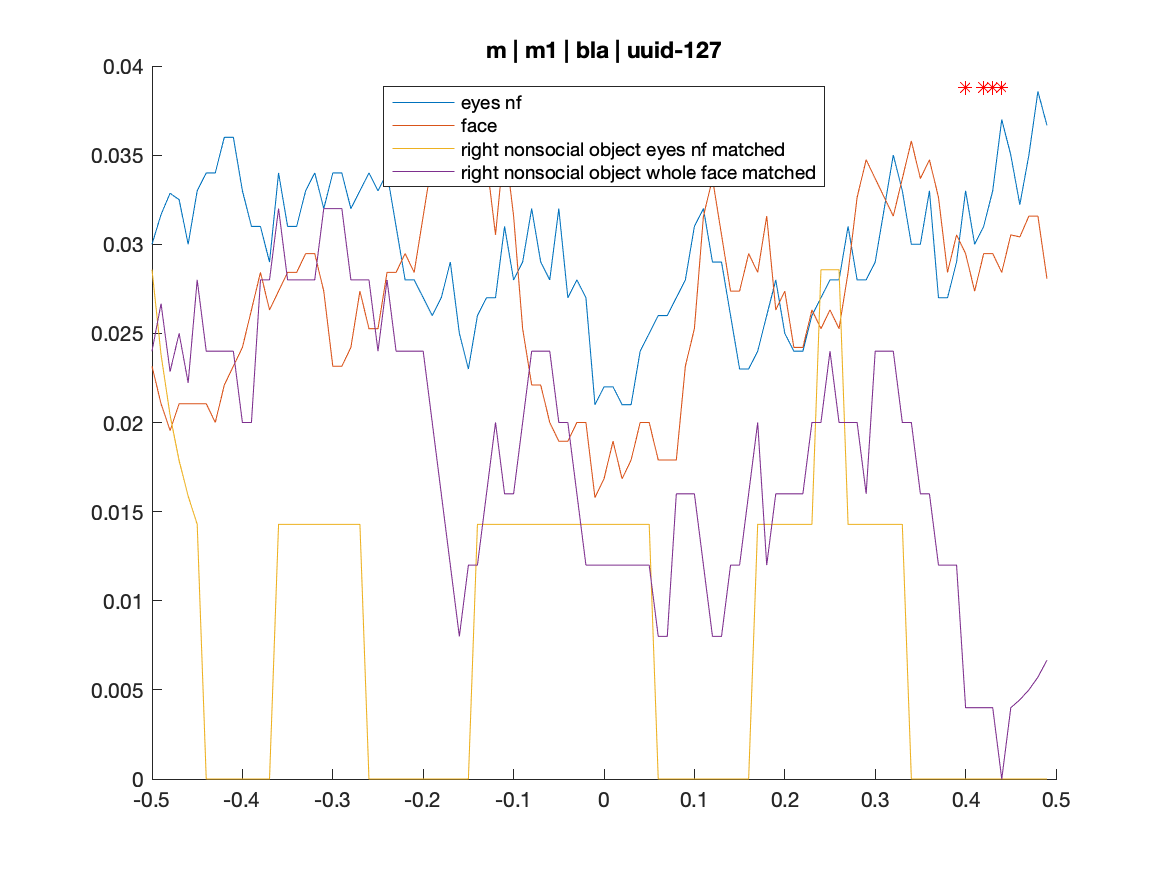 m | m1 | bla | uuid-127
eyes nf
face
right nonsocial object eyes nf matched
right nonsocial object whole face matched
0.04
0.035
0.03
0.025
0.02
0.015
0.01
0.005
0
-0.5 -0.4 -0.3 -0.2 -0.1 0 0.1 0.2 0.3 0.4 0.5